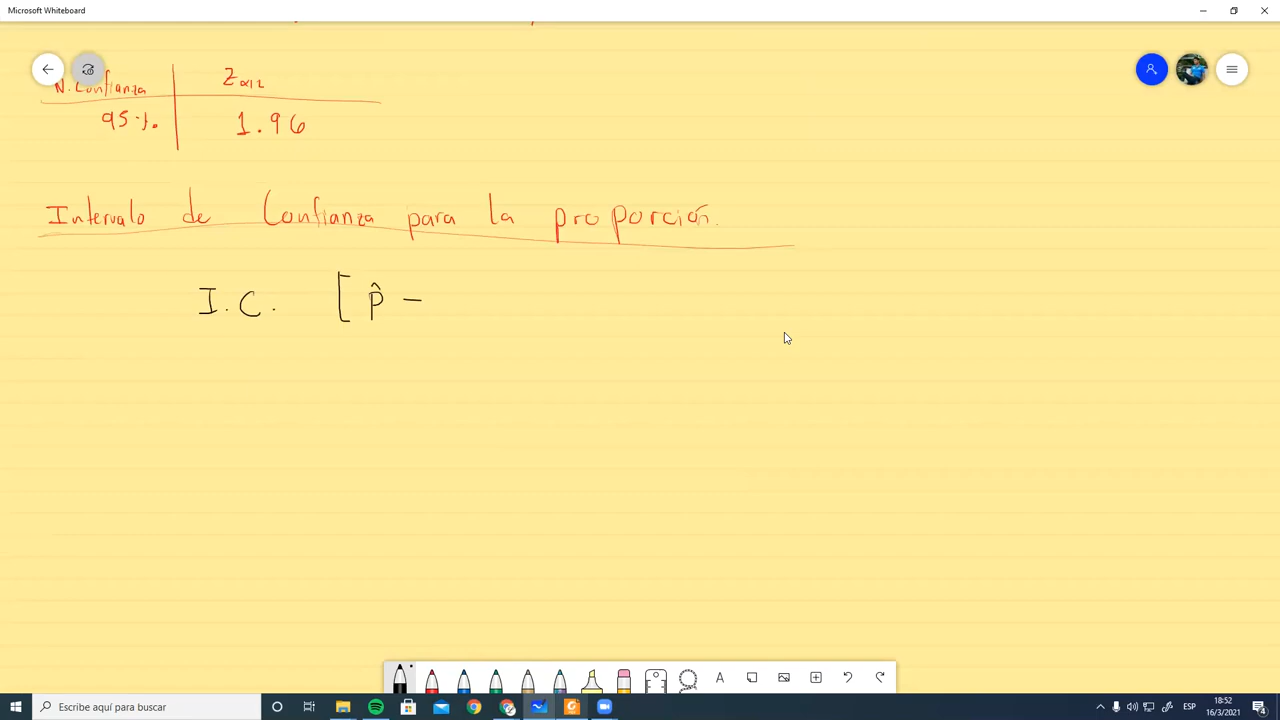 Microsoft Whiteboard
N. Confianza
Zα/2
95%.
1.96
Intervalo de Confianza para la proporción.
I.C. [ p̂ -
A
Escribe aquí para buscar
ESP
18:52
16/3/2021
4